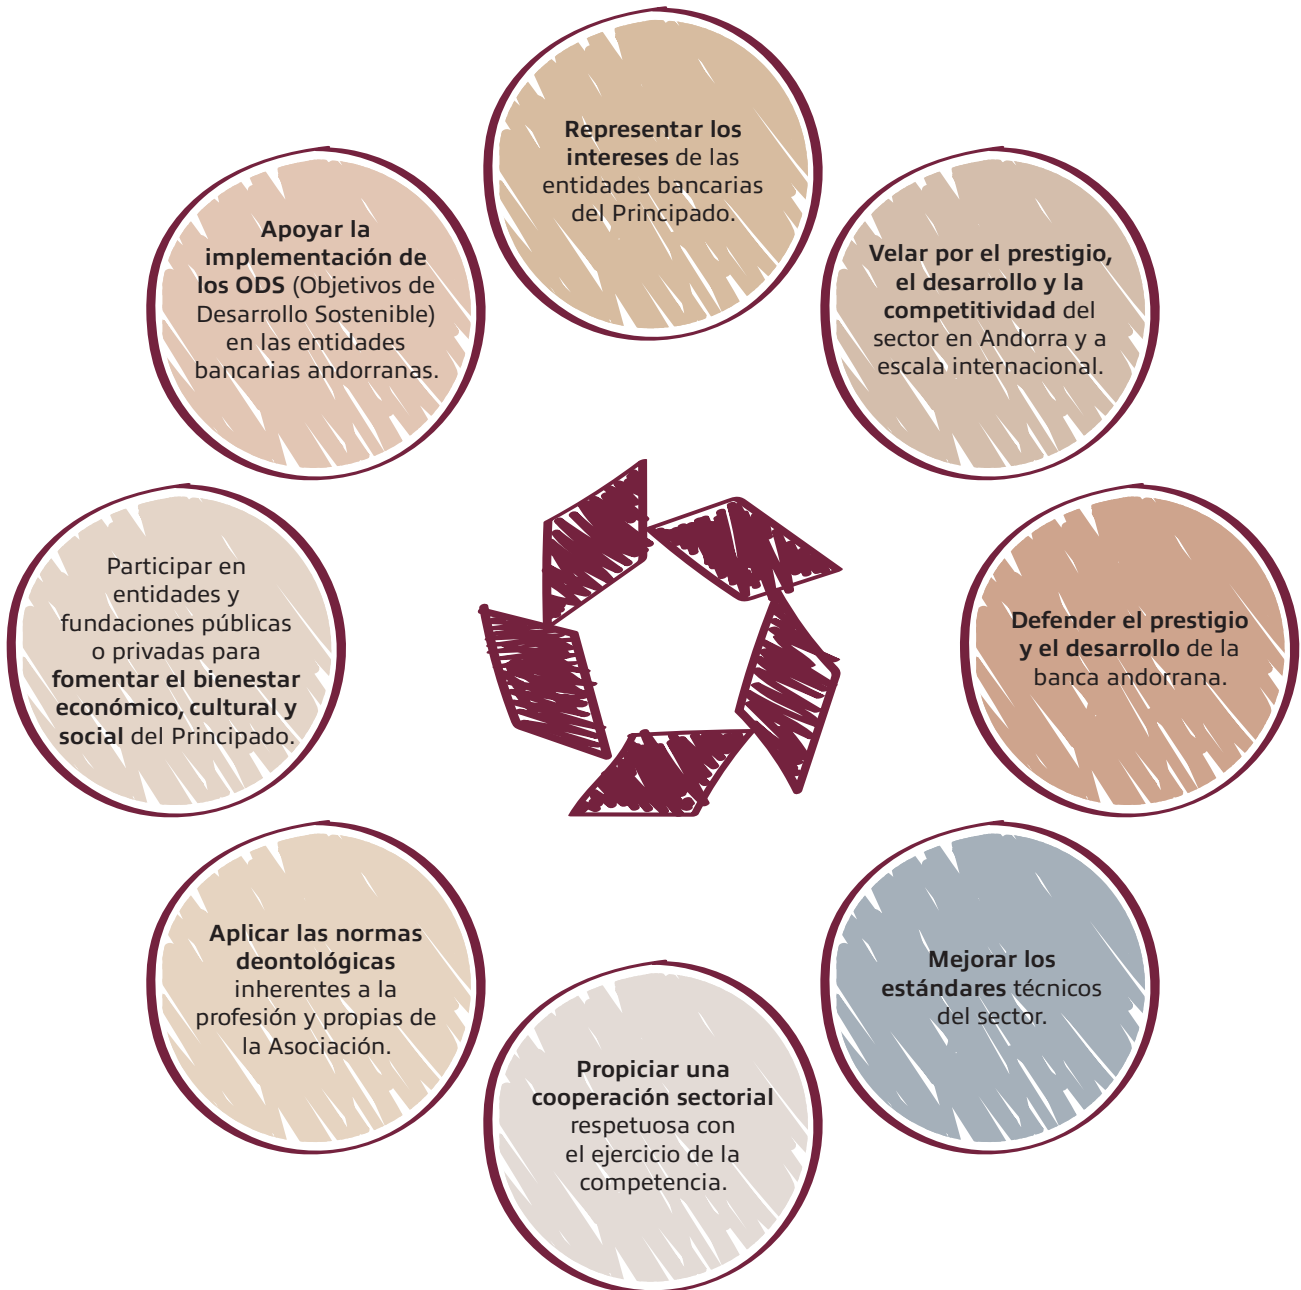 Representar los
intereses de las
entidades bancarias
del Principado.
Velar por el prestigio,
el desarrollo y la
competitividad del
sector en Andorra y a
escala internacional.
Defender el prestigio
y el desarrollo de la
banca andorrana.
Mejorar los
estándares técnicos
del sector.
Propiciar una
cooperación sectorial
respetuosa con
el ejercicio de la
competencia.
Aplicar las normas
deontológicas
inherentes a la
profesión y propias de
la Asociación.
Participar en
entidades y
fundaciones públicas
o privadas para
fomentar el bienestar
económico, cultural y
social del Principado.
Apoyar la
implementación de
los ODS (Objetivos de
Desarrollo Sostenible)
en las entidades
bancarias andorranas.